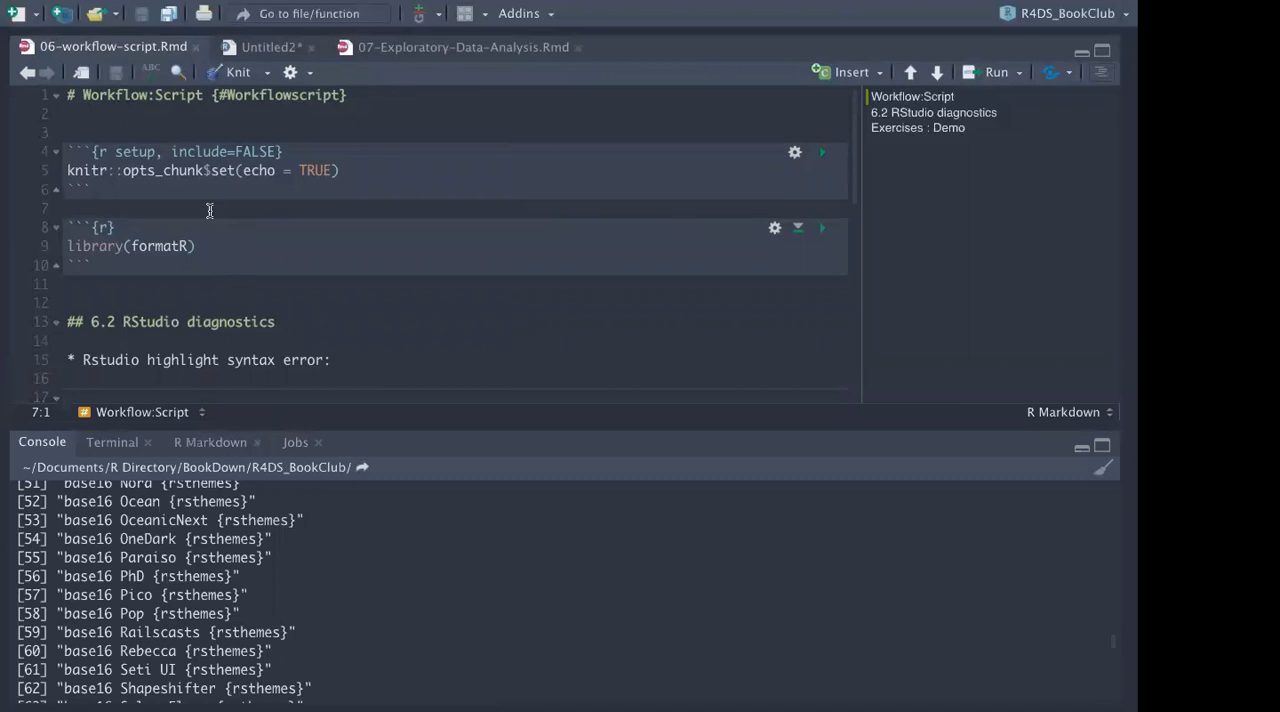 Go to file/function
Addins
R4DS_BookClub
06-workflow-script.Rmd
Untitled2*
07-Exploratory-Data-Analysis.Rmd
ABC
Knit
Insert
Run
1 # Workflow:Script {#Workflowscript}
2
3
4 ```{r setup, include=FALSE}
5 knitr::opts_chunk$set(echo = TRUE)
6 ```
7
8 ```{r}
9 library(formatR)
10 ```
11
12
13 ## 6.2 RStudio diagnostics
14
15 * Rstudio highlight syntax error:
16
17
Workflow:Script
6.2 RStudio diagnostics
Exercises : Demo
7:1
# Workflow:Script
R Markdown
Console
Terminal
R Markdown
Jobs
~/Documents/R Directory/BookDown/R4DS_BookClub/
[51] "base16 Nord {rsthemes}"
[52] "base16 Ocean {rsthemes}"
[53] "base16 OceanicNext {rsthemes}"
[54] "base16 OneDark {rsthemes}"
[55] "base16 Paraiso {rsthemes}"
[56] "base16 PhD {rsthemes}"
[57] "base16 Pico {rsthemes}"
[58] "base16 Pop {rsthemes}"
[59] "base16 Railscasts {rsthemes}"
[60] "base16 Rebecca {rsthemes}"
[61] "base16 Seti UI {rsthemes}"
[62] "base16 Shapeshifter {rsthemes}"